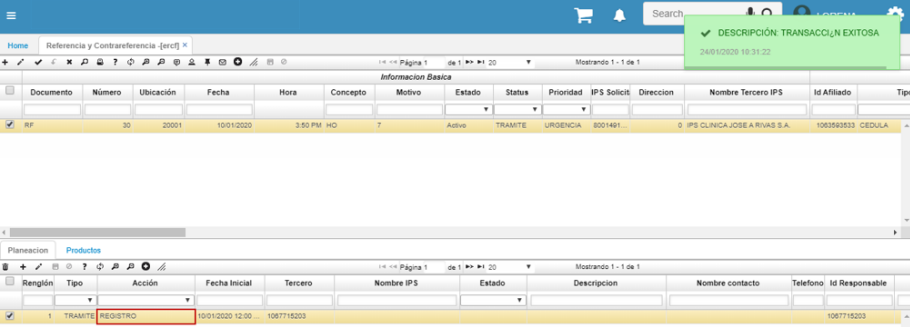 Search...
LORENA
DESCRIPCIÓN: TRANSACCI¿N EXITOSA
24/01/2020 10:31:22
Home Referencia y Contrareferencia -[ercf] ×
Página 1 de 1 20 Mostrando 1 - 1 de 1
Informacion Basica
Documento Número Ubicación Fecha Hora Concepto Motivo Estado Status Prioridad IPS Solicit Direccion Nombre Tercero IPS Id Afiliado Tipo
RF 30 20001 10/01/2020 3:50 PM HO 7 Activo TRAMITE URGENCIA 8001491... 0 IPS CLINICA JOSE A RIVAS S.A. 1063593533 CEDULA
Planeacion Productos
Página 1 de 1 20 Mostrando 1 - 1 de 1
Renglón Tipo Acción Fecha Inicial Tercero Nombre IPS Estado Descripcion Nombre contacto Telefono Id Responsable
1 TRAMITE REGISTRO 10/01/2020 12:00 ... 1067715203 1067715203